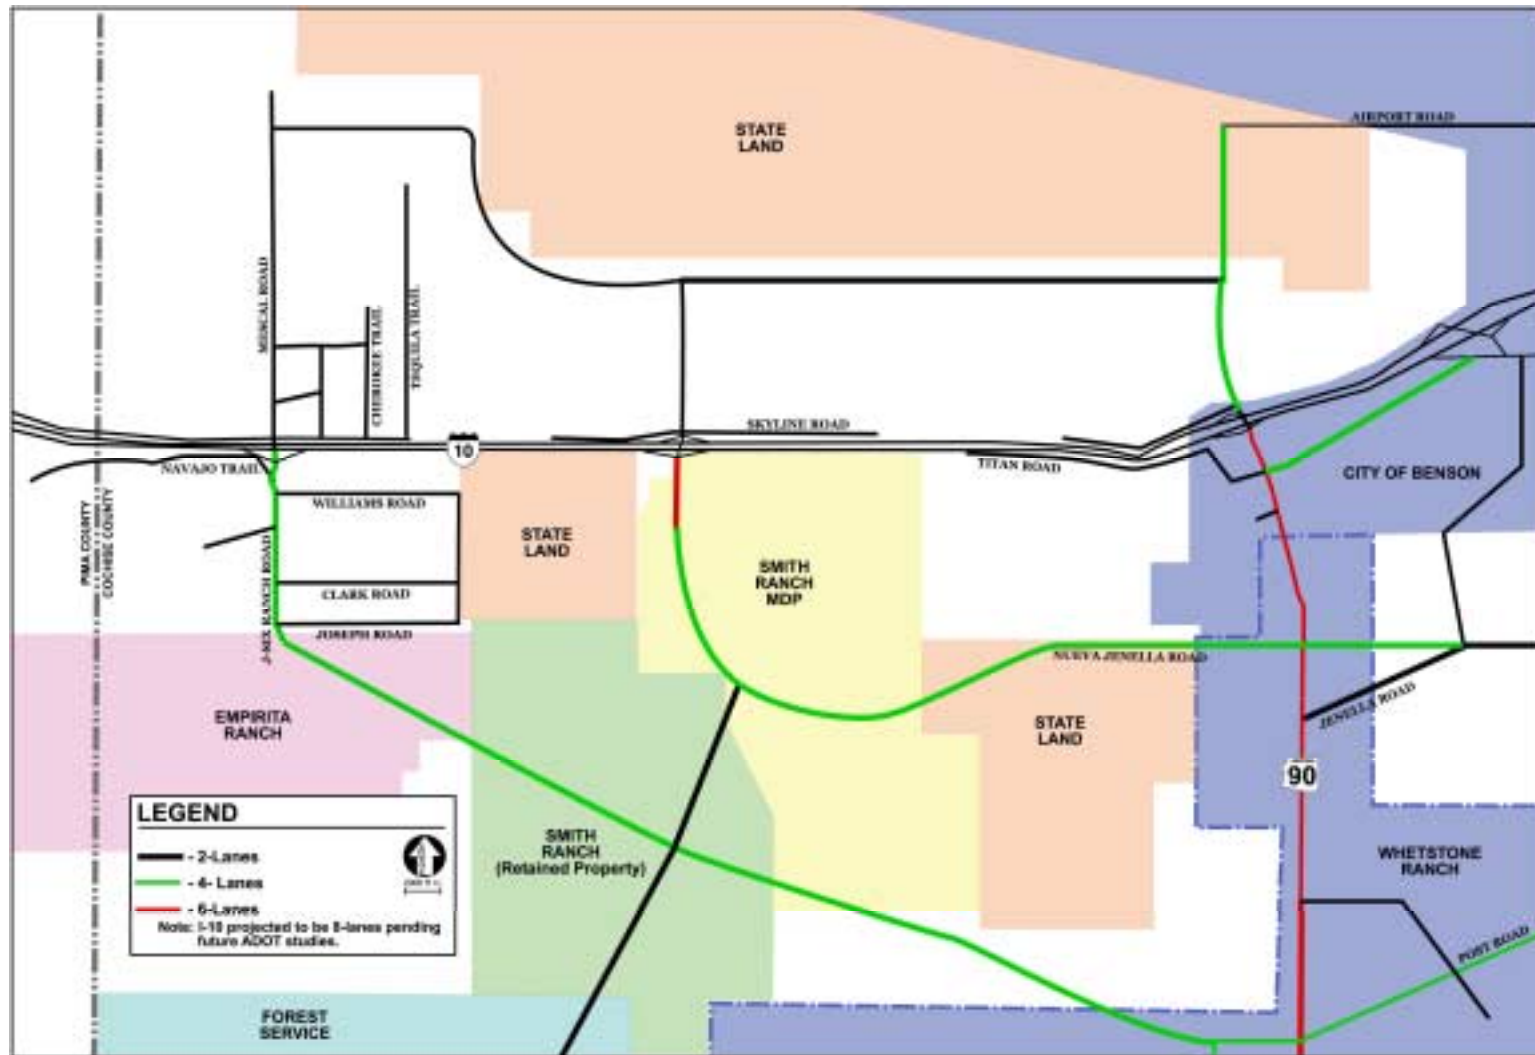 STATE
LAND
AIRPORT ROAD
MESCAL ROAD
CHEROKEE TRAIL
TEQUILA TRAIL
SKYLINE ROAD
10
NAVAJO TRAIL
TITAN ROAD
CITY OF BENSON
PIMA COUNTY
COCHISE COUNTY
WILLIAMS ROAD
STATE
LAND
SMITH
RANCH
MDP
J-SIX RANCH ROAD
CLARK ROAD
JOSEPH ROAD
NUEVA JENELLA ROAD
EMPIRITA
RANCH
STATE
LAND
JENELLA ROAD
90
LEGEND
- 2-Lanes
- 4- Lanes
- 6-Lanes
Note: I-10 projected to be 8-lanes pending
future ADOT studies.
SMITH
RANCH
(Retained Property)
WHETSTONE
RANCH
POST ROAD
FOREST
SERVICE